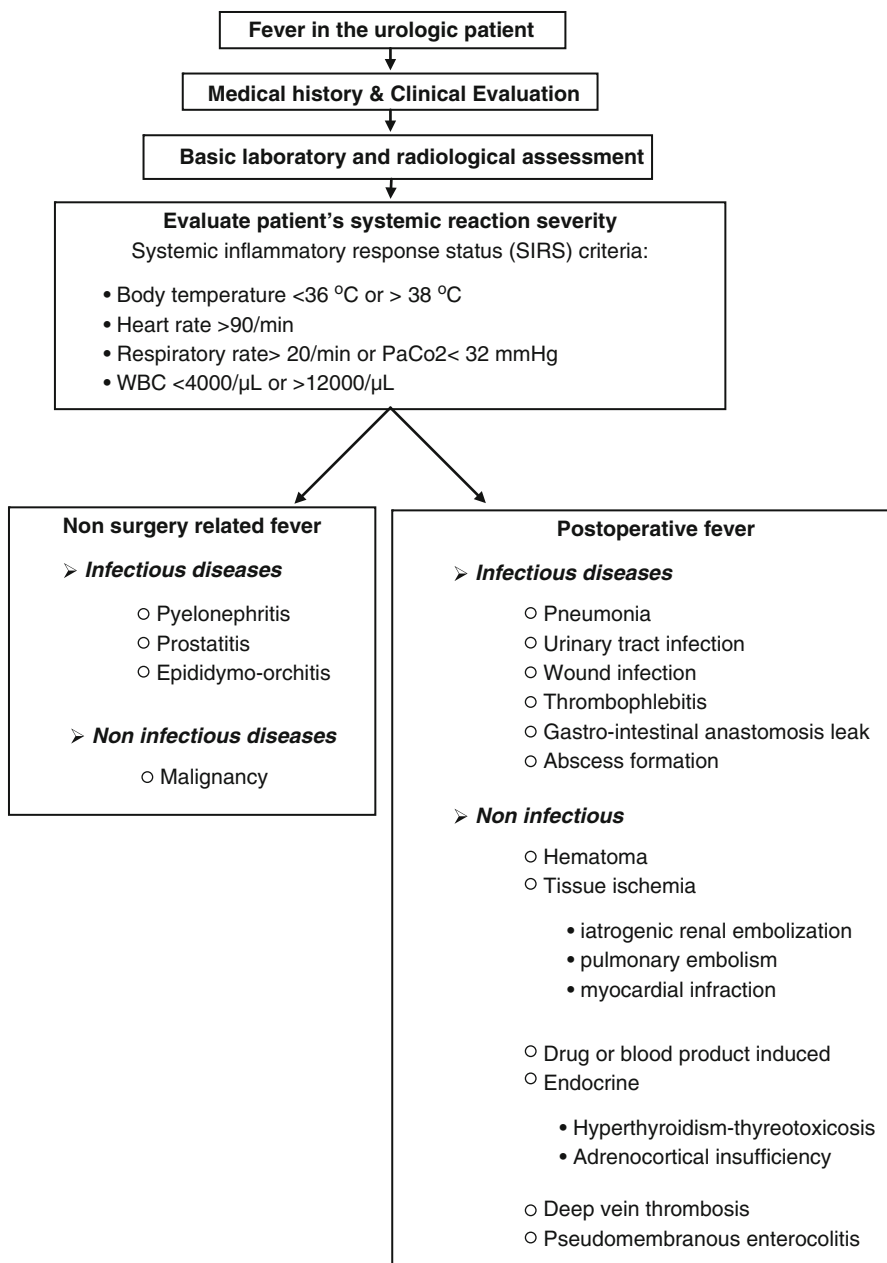 Fever in the urologic patient
Medical history & Clinical Evaluation
Basic laboratory and radiological assessment
Evaluate patient's systemic reaction severity
Systemic inflammatory response status (SIRS) criteria:
• Body temperature <36 ºC or > 38 ºC
• Heart rate >90/min
• Respiratory rate> 20/min or PaCo2< 32 mmHg
• WBC <4000/µL or >12000/µL
Non surgery related fever
➢ Infectious diseases
○ Pyelonephritis
○ Prostatitis
○ Epididymo-orchitis
➢ Non infectious diseases
○ Malignancy
Postoperative fever
➢ Infectious diseases
○ Pneumonia
○ Urinary tract infection
○ Wound infection
○ Thrombophlebitis
○ Gastro-intestinal anastomosis leak
○ Abscess formation
➢ Non infectious
○ Hematoma
○ Tissue ischemia
• iatrogenic renal embolization
• pulmonary embolism
• myocardial infraction
○ Drug or blood product induced
○ Endocrine
• Hyperthyroidism-thyreotoxicosis
• Adrenocortical insufficiency
○ Deep vein thrombosis
○ Pseudomembranous enterocolitis